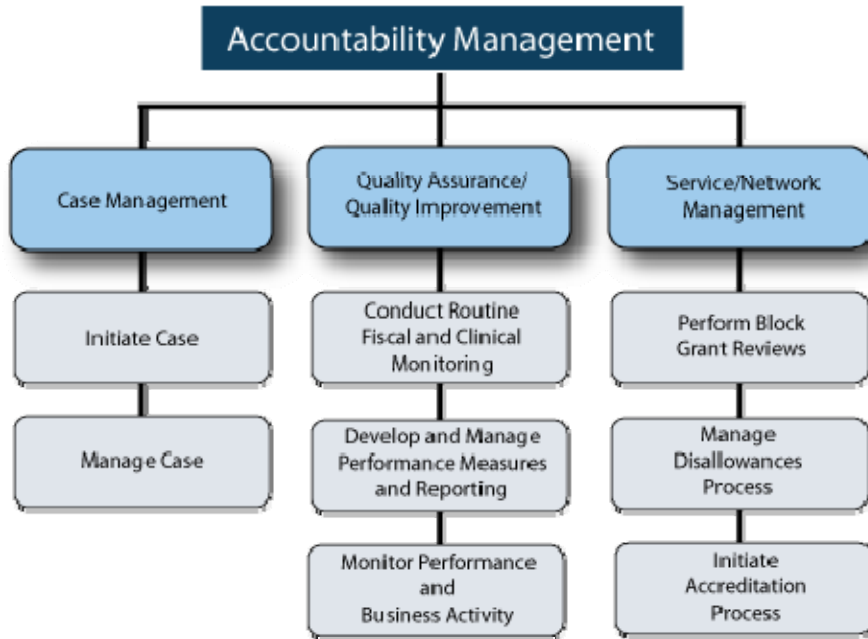 Accountability Management
Case Management
Quality Assurance/
Quality Improvement
Service/Network
Management
Initiate Case
Conduct Routine
Fiscal and Clinical
Monitoring
Perform Block
Grant Reviews
Manage Case
Develop and Manage
Performance Measures
and Reporting
Manage
Disallowances
Process
Monitor Performance
and
Business Activity
Initiate
Accreditation
Process